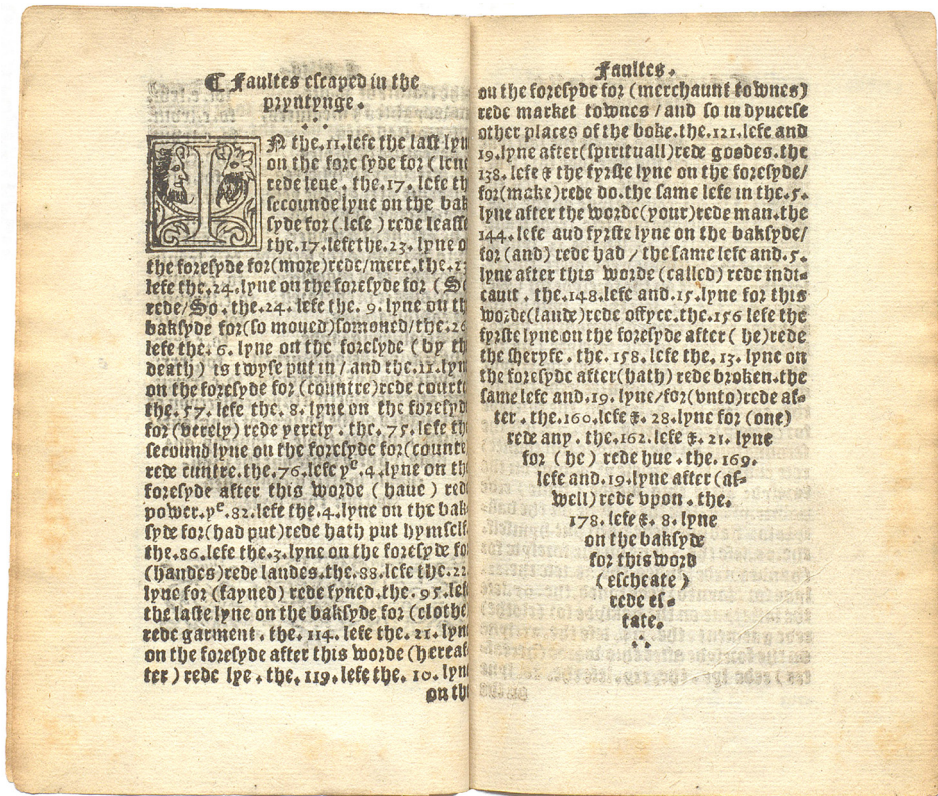 ☾ Faultes escaped in the
pryntynge.
IN the.11.lefe the last lyn
on the fore syde for (lene
rede leue. the.17. lefe th
secounde lyne on the bak
syde for (lese) rede leasse
the.17.lefe the.23. lyne o
the foresyde for(more)rede/mere.the.23
lefe the.24.lyne on the foresyde for (Se
rede/So. the.24.lefe the. 9. lyne on th
baksyde for(so moued)somoned/the.26
lefe the.6. lyne on the foresyde (by th
death) is twyse put in/ and the.11.lyn
on the foresyde for (countre)rede courte
the.57. lefe the. 8. lyne on the foresyd
for (verely) rede yerely. the.75. lefe th
secound lyne on the foresyde for(counte
rede cuntre.the.76.lefe yᵉ.4.lyne on th
foresyde after this worde (haue) red
power.yᵉ.82.lefe the.4.lyne on the bak
syde for(had put)rede hath put hymself
the.86.lefe the.3.lyne on the foresyde fo
(handes)rede landes.the.88.lefe the.22
lyne for (fayned) rede fyned.the.95.lef
the laste lyne on the baksyde for (clothe
rede garment. the. 114. lefe the. 21. lyn
on the foresyde after this worde (hereaf
ter) rede lye. the. 119.lefe the. 10. lyn
on th
Faultes.
on the foresyde for (merchaunt townes)
rede market townes / and so in dyuerse
other places of the boke.the.121.lefe and
19.lyne after(spirituall)rede goodes.the
138.lefe & the fyrste lyne on the foresyde/
for(make)rede do.the same lefe in the.5.
lyne after the worde(your)rede man.the
144.lefe aud fyrste lyne on the baksyde/
for (and) rede had / the same lefe and.5.
lyne after this worde (called) rede indi=
cauit. the.148.lefe and.15.lyne for this
worde(lande)rede offyce.the.156 lefe the
fyrste lyne on the foresyde after( he)rede
the sheryfe. the. 158. lefe the. 13. lyne on
the foresyde after(hath) rede broken.the
same lefe and.19. lyne/for(vnto)rede af=
ter. the.160.lefe &. 28.lyne for (one)
rede any. the.162.lefe &. 21. lyne
for (he) rede hue. the. 169.
lefe and.19.lyne after (as=
well) rede vpon. the.
178. lefe &. 8. lyne
on the baksyde
for this word
(escheate)
rede es=
tate.